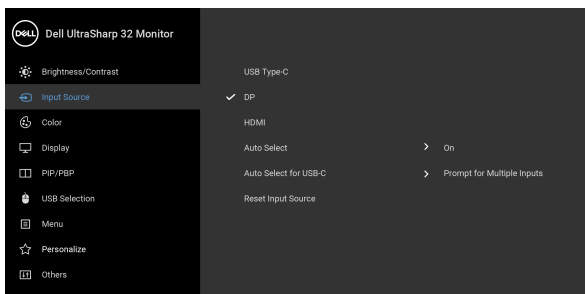 DELL Dell UltraSharp 32 Monitor
Brightness/Contrast
USB Type-C
Input Source
DP
Color
HDMI
Display
Auto Select
On
PIP/PBP
Auto Select for USB-C
Prompt for Multiple Inputs
USB Selection
Reset Input Source
Menu
Personalize
Others